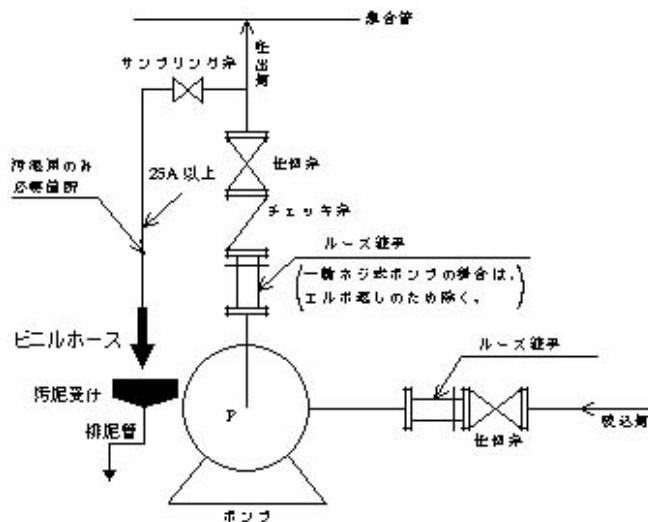 集合管
吐出側
サンプリング弁
汚泥用のみ
必要箇所
25A以上
仕切弁
チェッキ弁
ルーズ継手
(一軸ネジ式ポンプの場合は、
エルボ返しのため除く。)
ビニルホース
ルーズ継手
汚泥受け
P
排泥管
吸込側
仕切弁
ポンプ